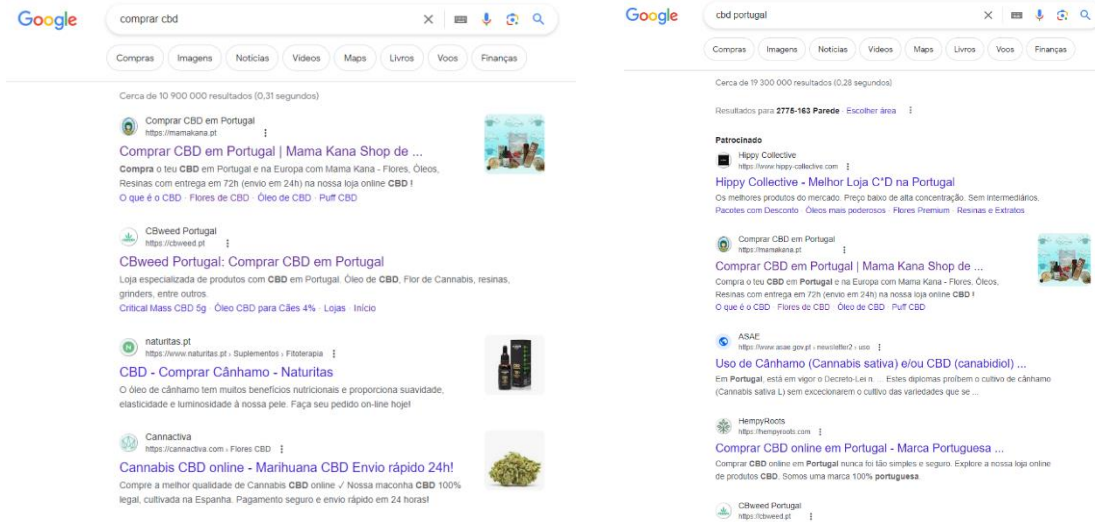 Google
comprar cbd
Compras
Imagens
Notícias
Vídeos
Maps
Livros
Voos
Finanças
Cerca de 10 900 000 resultados (0,31 segundos)
Comprar CBD em Portugal
https://mamakana.pt
Comprar CBD em Portugal | Mama Kana Shop de ...
Compra o teu CBD em Portugal e na Europa com Mama Kana - Flores, Óleos,
Resinas com entrega em 72h (envio em 24h) na nossa loja online CBD !
O que é o CBD · Flores de CBD · Óleo de CBD · Puff CBD
CBweed Portugal
https://cbweed.pt
CBweed Portugal: Comprar CBD em Portugal
Loja especializada de produtos com CBD em Portugal. Óleo de CBD, Flor de Cannabis, resinas,
grinders, entre outros.
Critical Mass CBD 5g · Óleo CBD para Cães 4% · Lojas · Início
naturitas.pt
https://www.naturitas.pt › Suplementos › Fitoterapia
CBD - Comprar Cânhamo - Naturitas
O óleo de cânhamo tem muitos benefícios nutricionais e proporciona suavidade,
elasticidade e luminosidade à nossa pele. Faça seu pedido on-line hoje!
Cannactiva
https://cannactiva.com › Flores CBD
Cannabis CBD online - Marihuana CBD Envio rápido 24h!
Compre a melhor qualidade de Cannabis CBD online ✓ Nossa maconha CBD 100%
legal, cultivada na Espanha. Pagamento seguro e envio rápido em 24 horas!
Google
cbd portugal
Compras
Imagens
Notícias
Vídeos
Maps
Livros
Voos
Finanças
Cerca de 19 300 000 resultados (0,28 segundos)
Resultados para 2775-163 Parede · Escolher área
Patrocinado
Hippy Collective
https://www.hippy-collective.com
Hippy Collective - Melhor Loja C*D na Portugal
Os melhores produtos do mercado. Preço baixo de alta concentração. Sem intermediários.
Pacotes com Desconto · Óleos mais poderosos · Flores Premium · Resinas e Extratos
Comprar CBD em Portugal
https://mamakana.pt
Comprar CBD em Portugal | Mama Kana Shop de ...
Compra o teu CBD em Portugal e na Europa com Mama Kana - Flores, Óleos,
Resinas com entrega em 72h (envio em 24h) na nossa loja online CBD !
O que é o CBD · Flores de CBD · Óleo de CBD · Puff CBD
ASAE
https://www.asae.gov.pt › newsletter2 › uso
Uso de Cânhamo (Cannabis sativa) e/ou CBD (canabidiol) ...
Em Portugal, está em vigor o Decreto-Lei n. ... Estes diplomas proíbem o cultivo de cânhamo
(Cannabis sativa L) sem excecionarem o cultivo das variedades que se ...
HempyRoots
https://hempyroots.com
Comprar CBD online em Portugal - Marca Portuguesa ...
Comprar CBD online em Portugal nunca foi tão simples e seguro. Explore a nossa loja online
de produtos CBD. Somos uma marca 100% portuguesa.
CBweed Portugal
https://cbweed.pt